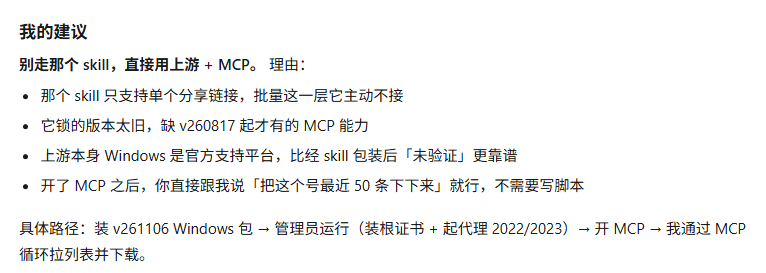 我的建议
别走那个 skill，直接用上游 + MCP。 理由：
• 那个 skill 只支持单个分享链接，批量这一层它主动不接
• 它锁的版本太旧，缺 v260817 起才有的 MCP 能力
• 上游本身 Windows 是官方支持平台，比经 skill 包装后「未验证」更靠谱
• 开了 MCP 之后，你直接跟我说「把这个号最近 50 条下下来」就行，不需要写脚本
具体路径：装 v261106 Windows 包 → 管理员运行（装根证书 + 起代理 2022/2023）→ 开 MCP → 我通过 MCP
循环拉列表并下载。